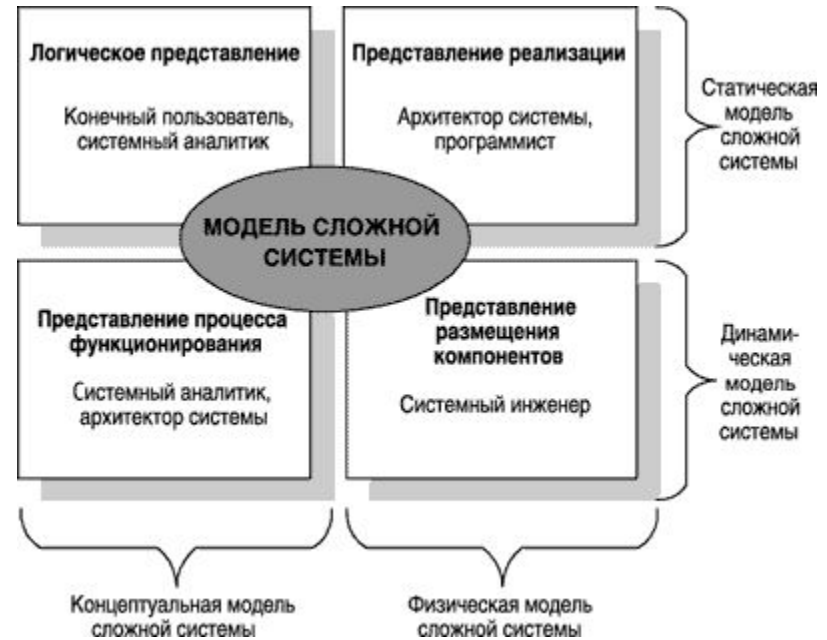 Логическое представление
Конечный пользователь,
системный аналитик
Представление реализации
Архитектор системы,
программист
Статическая
модель
сложной
системы
МОДЕЛЬ СЛОЖНОЙ
СИСТЕМЫ
Представление процесса
функционирования
Системный аналитик,
архитектор системы
Представление
размещения
компонентов
Системный инженер
Динами-
ческая
модель
сложной
системы
Концептуальная модель
сложной системы
Физическая модель
сложной системы